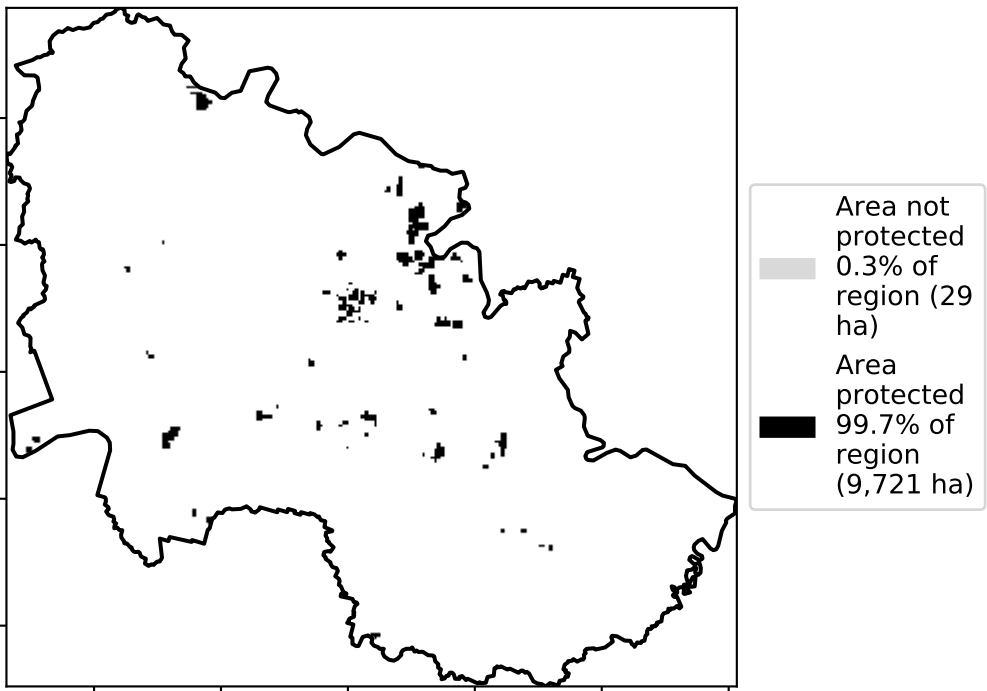 Area not
protected
0.3% of
region (29
ha)
Area
protected
99.7% of
region
(9,721 ha)